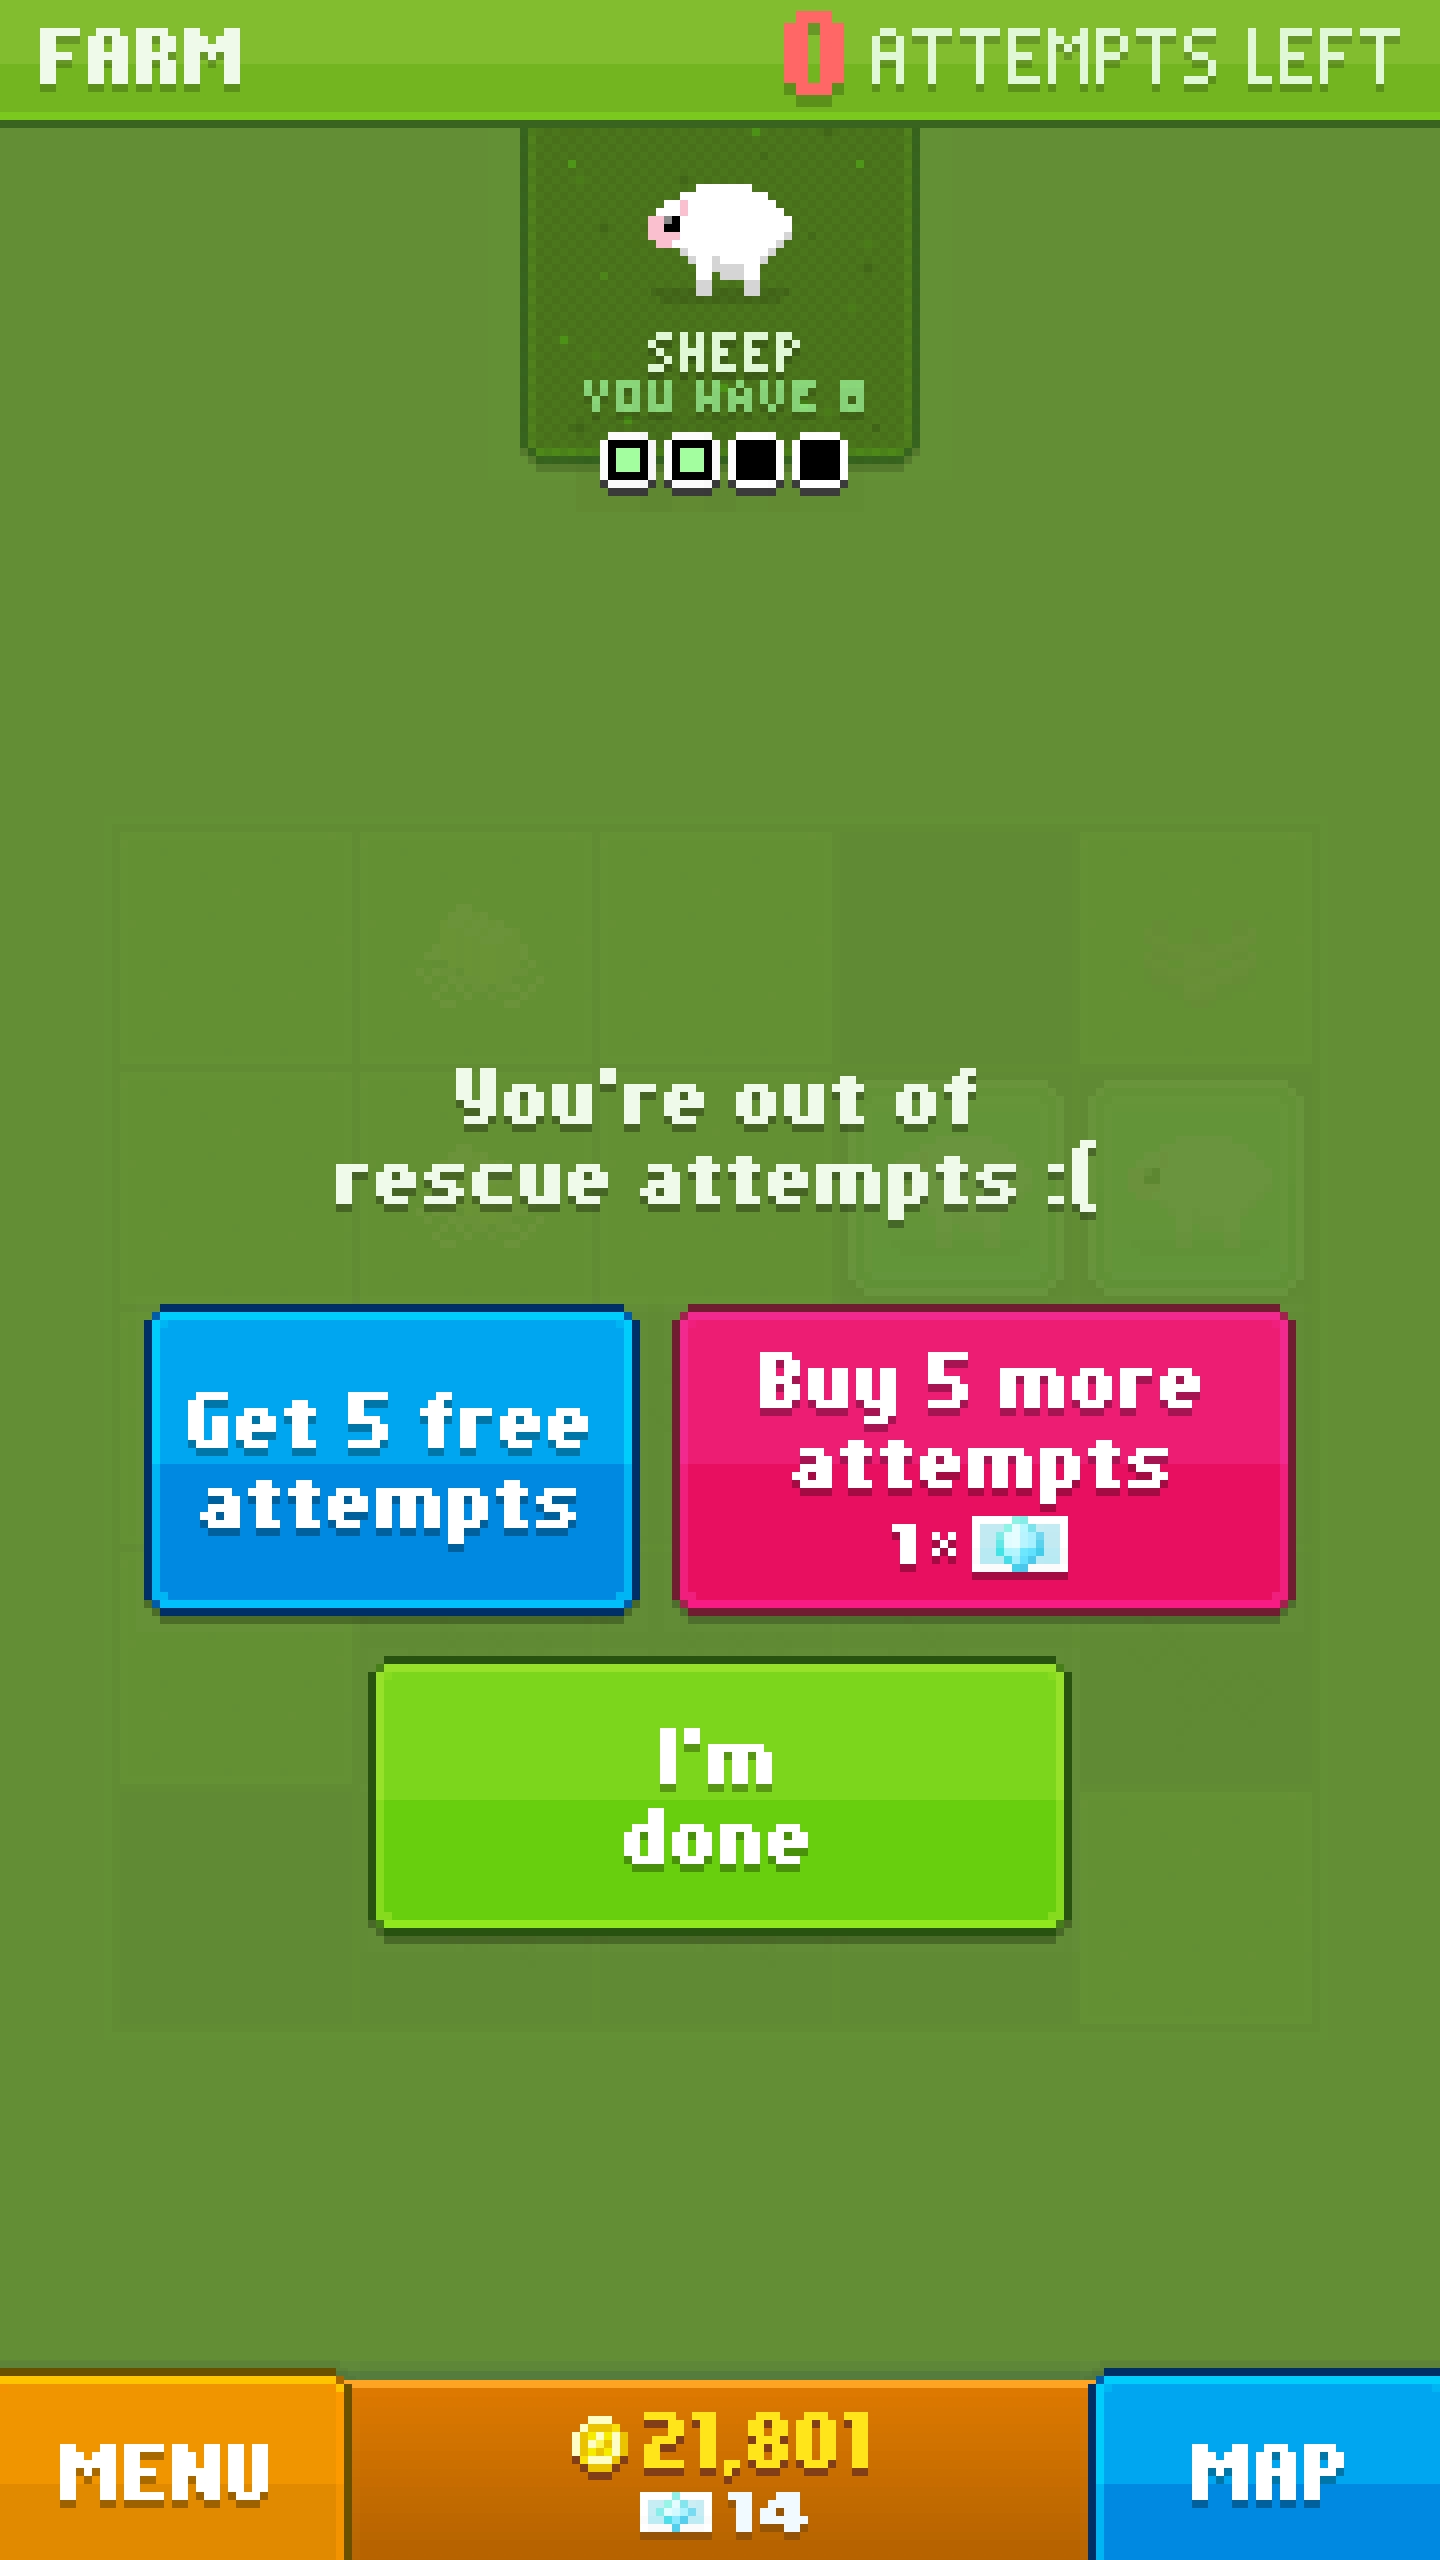 FARM
0 ATTEMPTS LEFT
SHEEP
YOU HAVE 8
You're out of
rescue attempts :(
Get 5 free
attempts
Buy 5 more
attempts
1×
I'm
done
MENU
21,801
14
MAP